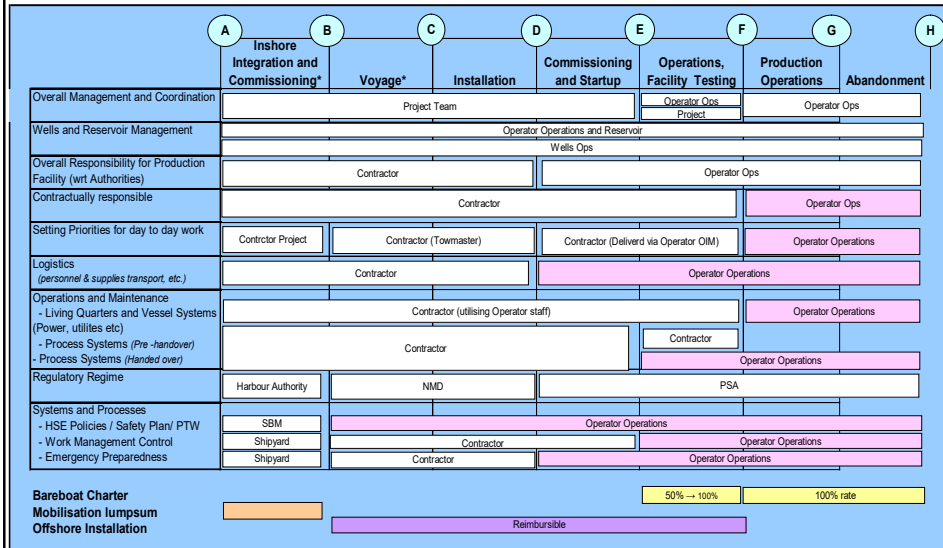 A B C D E F G H
Inshore
Integration and
Commissioning*
Voyage*
Installation
Commissioning
and Startup
Operations,
Facility Testing
Production
Operations
Abandonment
Overall Management and Coordination
Project Team
Operator Ops
Project
Operator Ops
Wells and Reservoir Management
Operator Operations and Reservoir
Wells Ops
Overall Responsibility for Production
Facility (wrt Authorities)
Contractor
Operator Ops
Contractually responsible
Contractor
Operator Ops
Setting Priorities for day to day work
Contrctor Project
Contractor (Towmaster)
Contractor (Deliverd via Operator OIM)
Operator Operations
Logistics
(personnel & supplies transport, etc.)
Contractor
Operator Operations
Operations and Maintenance
- Living Quarters and Vessel Systems
(Power, utilites etc)
Contractor (utilising Operator staff)
Operator Operations
- Process Systems (Pre -handover)
Contractor
Contractor
- Process Systems (Handed over)
Operator Operations
Regulatory Regime
Harbour Authority
NMD
PSA
Systems and Processes
- HSE Policies / Safety Plan/ PTW
SBM
Operator Operations
- Work Management Control
Shipyard
Contractor
Operator Operations
- Emergency Preparedness
Shipyard
Contractor
Operator Operations
Bareboat Charter
50% → 100%
100% rate
Mobilisation lumpsum
Offshore Installation
Reimbursible